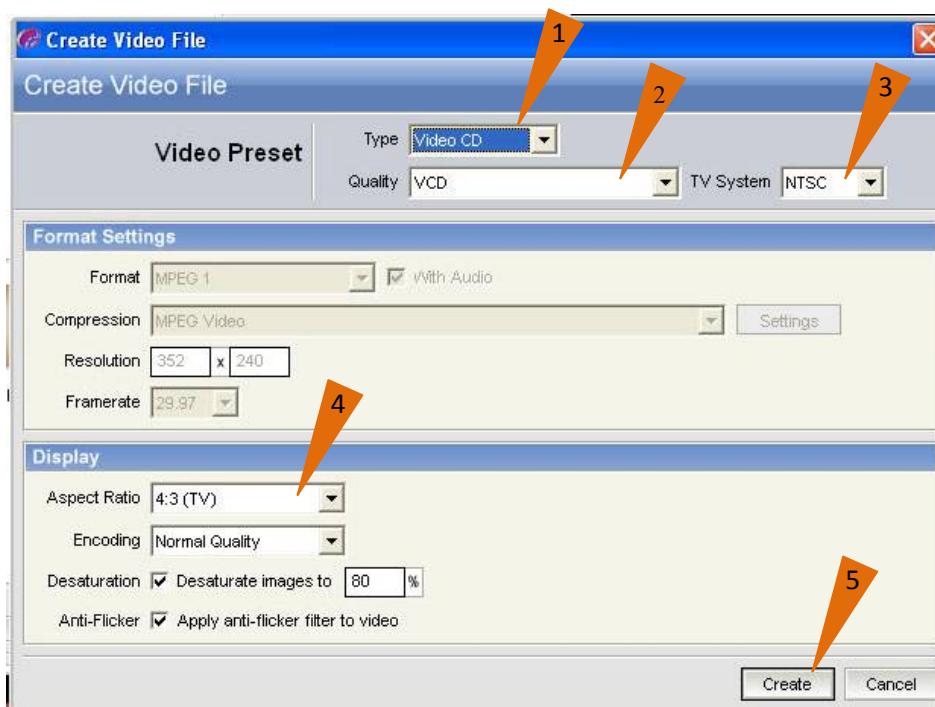 Create Video File
1
Create Video File
2
3
Video Preset
Type Video CD
Quality VCD TV System NTSC
Format Settings
Format MPEG 1 With Audio
Compression MPEG Video Settings
Resolution 352 x 240
Framerate 29.97
4
Display
Aspect Ratio 4:3 (TV)
Encoding Normal Quality
Desaturation Desaturate images to 80 %
5
Anti-Flicker Apply anti-flicker filter to video
Create Cancel